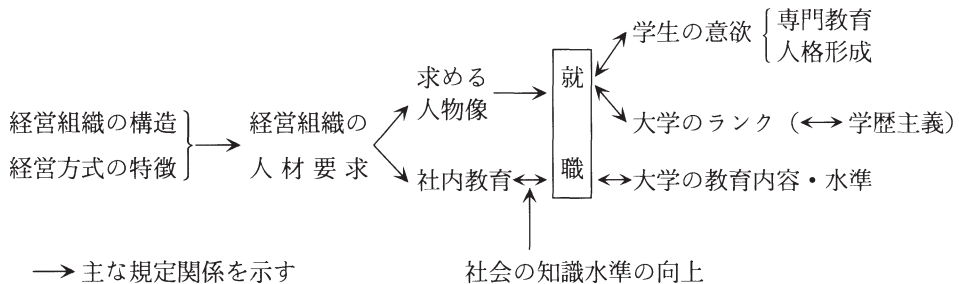 学生の意欲
専門教育
人格形成
求める
人物像
就
職
経営組織の構造
経営方式の特徴
経営組織の
人材要求
大学のランク（↔学歴主義）
社内教育
大学の教育内容・水準
→主な規定関係を示す
社会の知識水準の向上